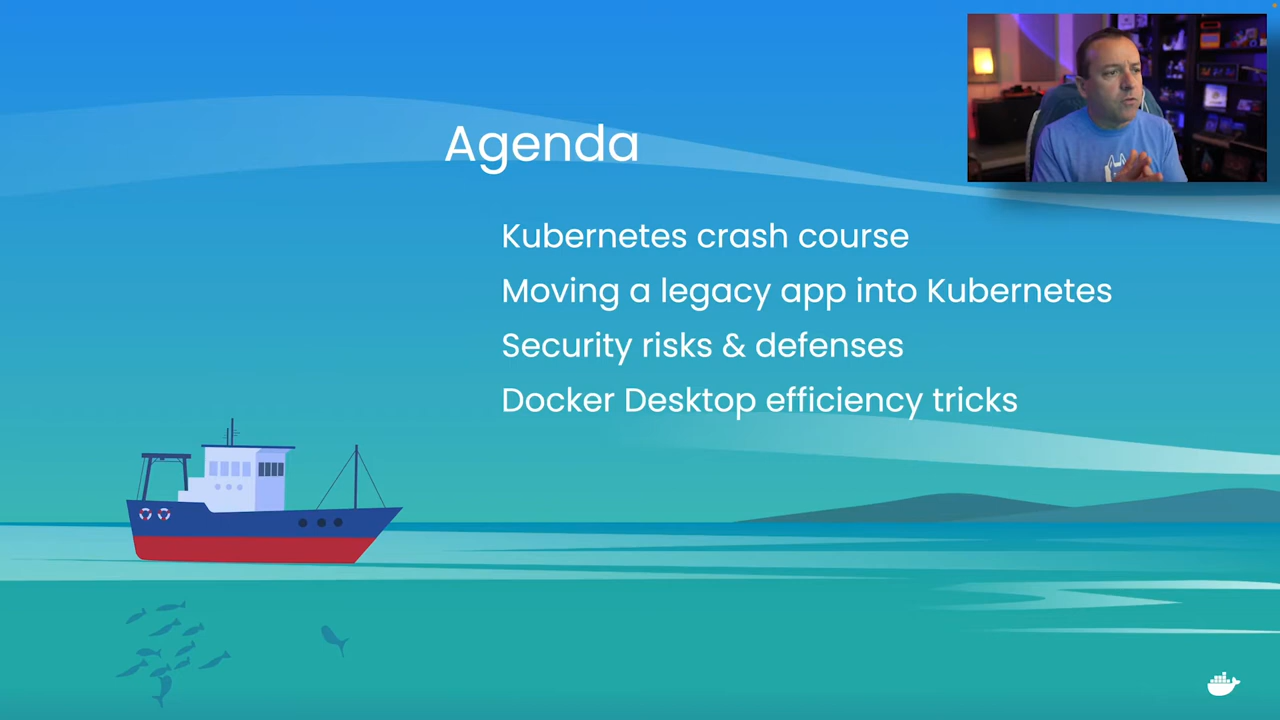 Agenda
Kubernetes crash course
Moving a legacy app into Kubernetes
Security risks & defenses
Docker Desktop efficiency tricks